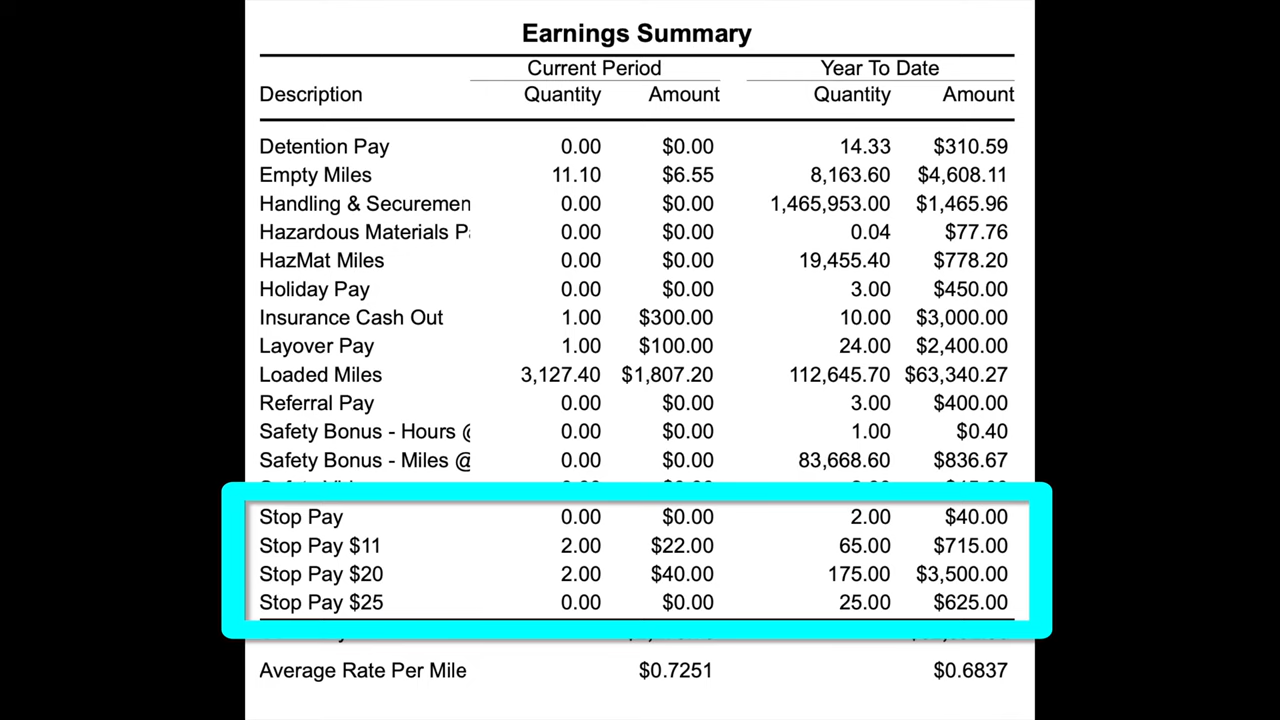 Earnings Summary
Current Period Year To Date
Description Quantity Amount Quantity Amount
Detention Pay 0.00 $0.00 14.33 $310.59
Empty Miles 11.10 $6.55 8,163.60 $4,608.11
Handling & Securemen 0.00 $0.00 1,465,953.00 $1,465.96
Hazardous Materials P 0.00 $0.00 0.04 $77.76
HazMat Miles 0.00 $0.00 19,455.40 $778.20
Holiday Pay 0.00 $0.00 3.00 $450.00
Insurance Cash Out 1.00 $300.00 10.00 $3,000.00
Layover Pay 1.00 $100.00 24.00 $2,400.00
Loaded Miles 3,127.40 $1,807.20 112,645.70 $63,340.27
Referral Pay 0.00 $0.00 3.00 $400.00
Safety Bonus - Hours @ 0.00 $0.00 1.00 $0.40
Safety Bonus - Miles @ 0.00 $0.00 83,668.60 $836.67
Stop Pay 0.00 $0.00 2.00 $40.00
Stop Pay $11 2.00 $22.00 65.00 $715.00
Stop Pay $20 2.00 $40.00 175.00 $3,500.00
Stop Pay $25 0.00 $0.00 25.00 $625.00
Average Rate Per Mile $0.7251 $0.6837